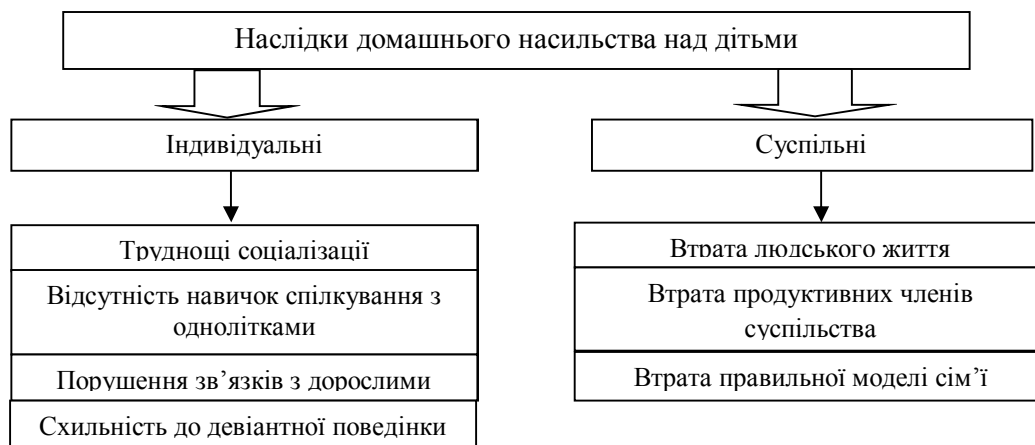 Наслідки домашнього насильства над дітьми
Індивідуальні
Суспільні
Труднощі соціалізації
Відсутність навичок спілкування з
однолітками
Порушення зв’язків з дорослими
Схильність до девіантної поведінки
Втрата людського життя
Втрата продуктивних членів
суспільства
Втрата правильної моделі сім’ї